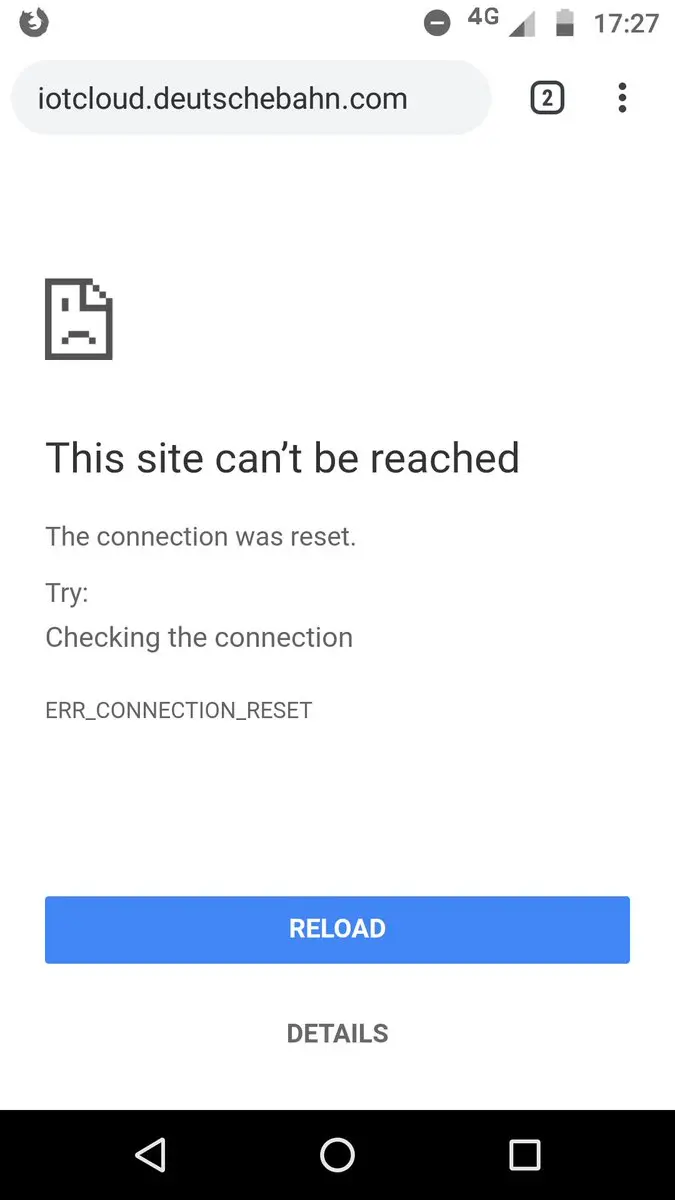 4G 17:27
iotcloud.deutschebahn.com 2
This site can’t be reached
The connection was reset.
Try:
Checking the connection
ERR_CONNECTION_RESET
RELOAD
DETAILS